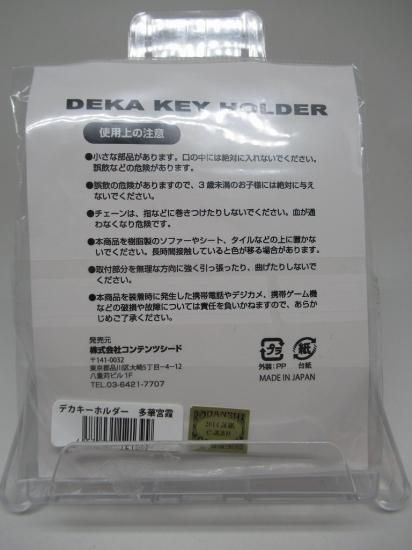 DEKA KEY HOLDER
使用上の注意
●小さな部品があります。口の中には絶対に入れないでください。
誤飲などの危険があります。
●誤飲の危険がありますので、3歳未満のお子様には絶対に与え
ないでください。
●チェーンは、指などに巻きつけたりしないでください。血が通
わなくなり危険です。
●本商品を樹脂製のソファーやシート、タイルなどの上に置かな
いでください。長時間接触していると色が移る場合があります。
●取付部分を無理な方向に強く引っ張ったり、曲げたりしないで
ください。
●本商品を装着時に発生した携帯電話やデジカメ、携帯ゲーム機
などの破損や故障については責任を負いかねますので、あらか
じめご了承ください。
発売元
株式会社コンテンツシード
〒141-0032
東京都品川区大崎5丁目-4-12
八重苅ビル1F
TEL.03-6421-7707
プラ
外装:PP
紙
台紙
MADE IN JAPAN
デカキーホルダー 多華宮霞
2014